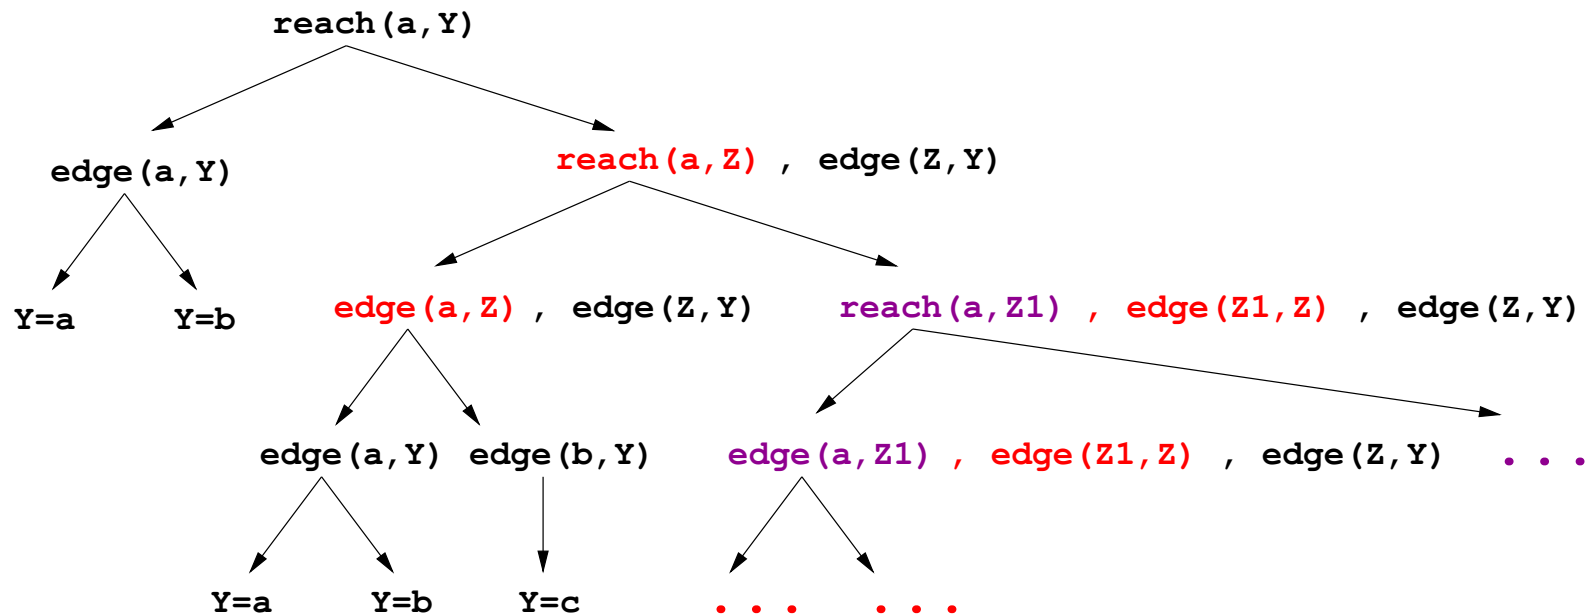 reach(a,Y)
edge(a,Y)
reach(a,Z) , edge(Z,Y)
Y=a
Y=b
edge(a,Z) , edge(Z,Y)
reach(a,Z1) , edge(Z1,Z) , edge(Z,Y)
edge(a,Y)
edge(b,Y)
edge(a,Z1) , edge(Z1,Z) , edge(Z,Y)
. . .
Y=a
Y=b
Y=c
. . .
. . .